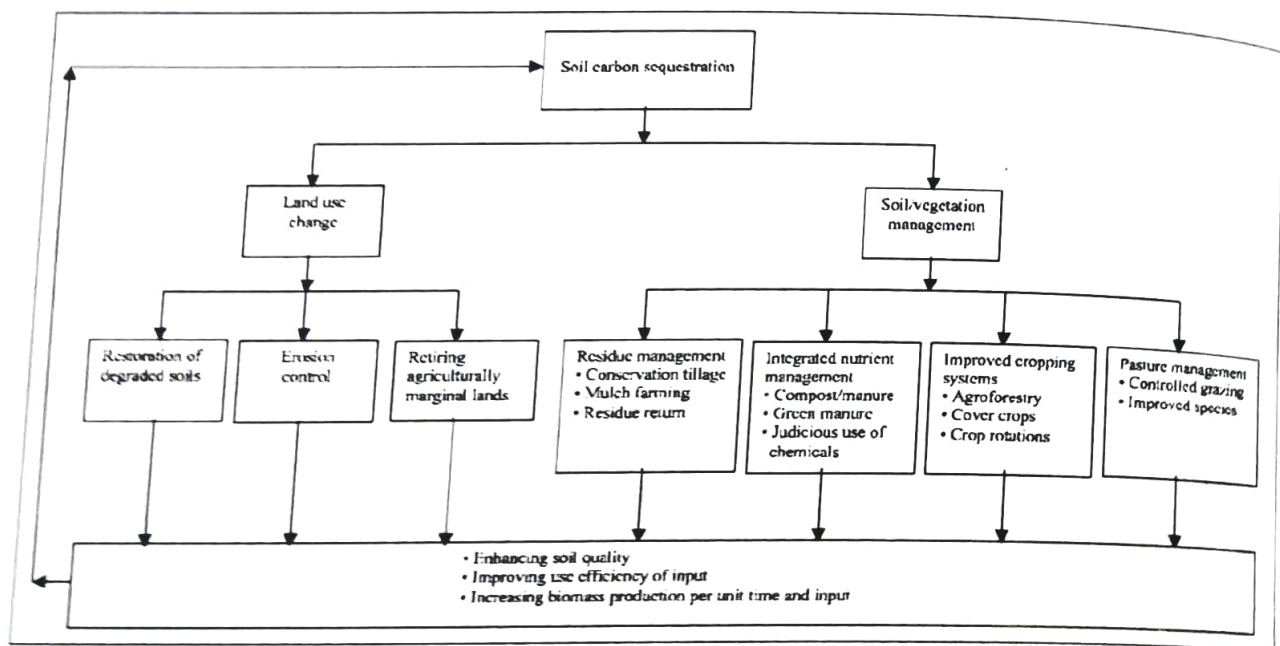 Soil carbon sequestration
Land use
change
Soil/vegetation
management
Restoration of
degraded soils
Erosion
control
Retiring
agriculturally
marginal lands
Residue management
• Conservation tillage
• Mulch farming
• Residue return
Integrated nutrient
management
• Compost/manure
• Green manure
• Judicious use of
chemicals
Improved cropping
systems
• Agroforestry
• Cover crops
• Crop rotations
Pasture management
• Controlled grazing
• Improved species
• Enhancing soil quality
• Improving use efficiency of input
• Increasing biomass production per unit time and input